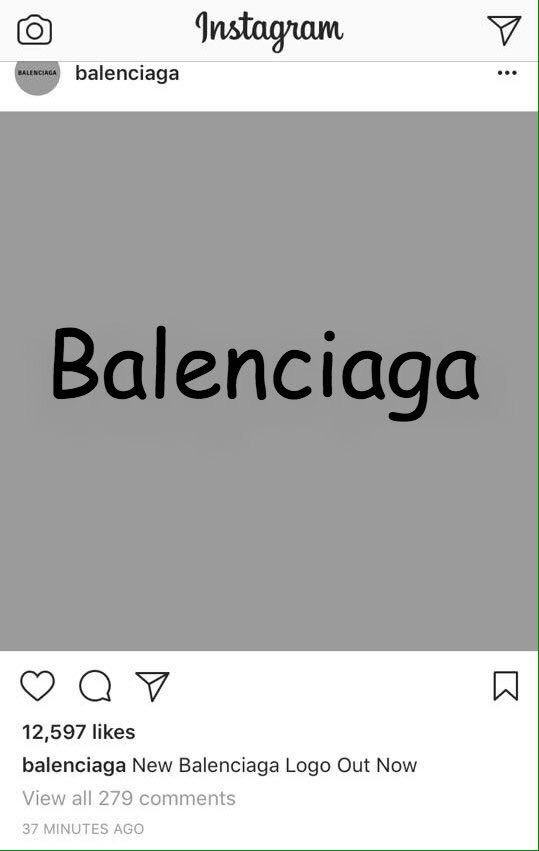 Instagram
BALENCIAGA
balenciaga
Balenciaga
12,597 likes
balenciaga New Balenciaga Logo Out Now
View all 279 comments
37 MINUTES AGO